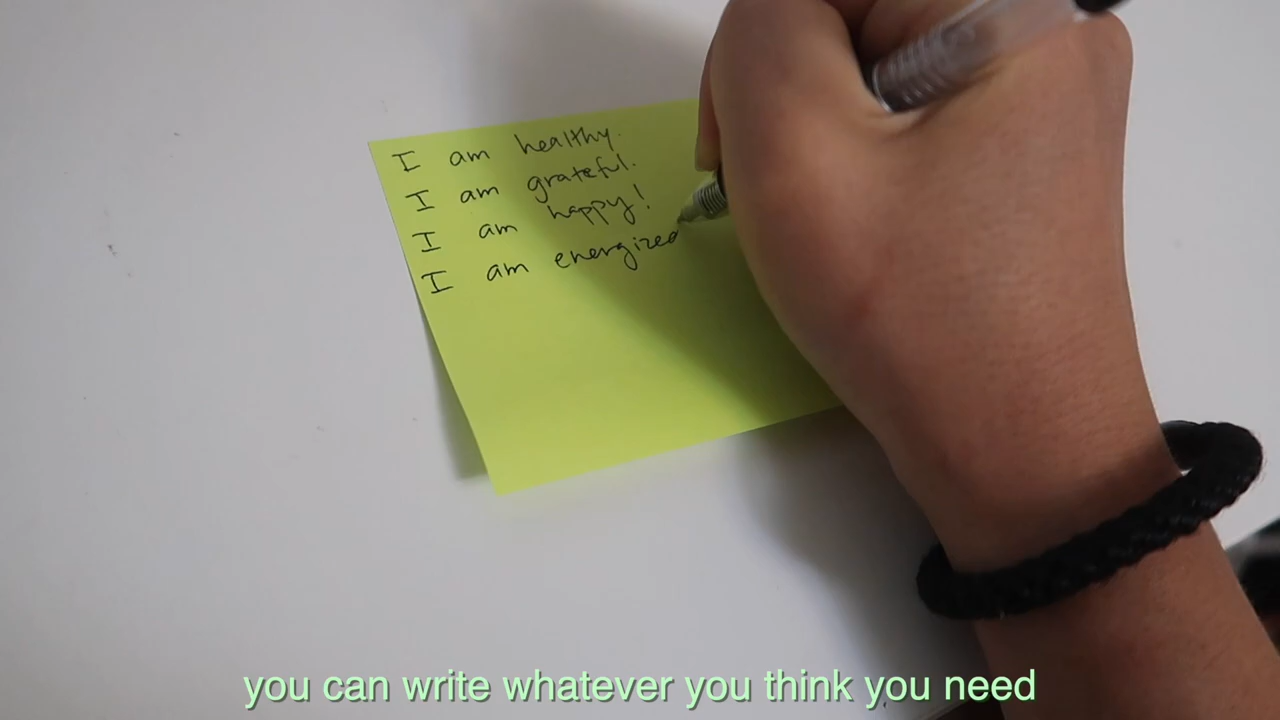 I am healthy.
I am grateful.
I am happy!
I am energized
you can write whatever you think you need